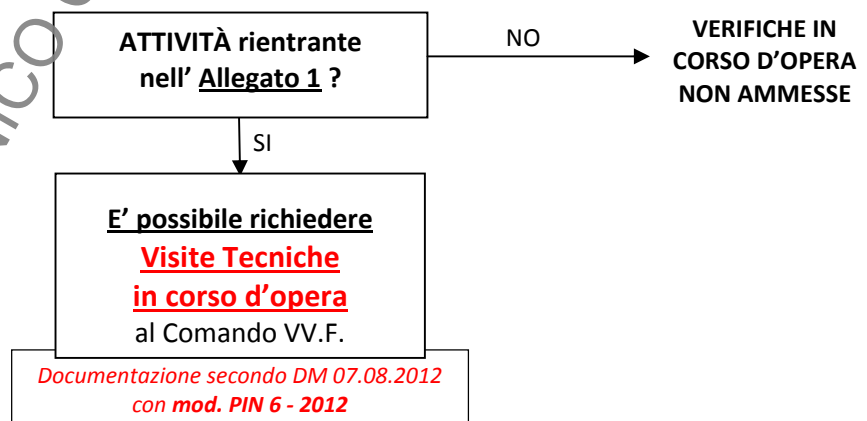 ATTIVITÀ rientrante
nell' Allegato 1 ?
NO
VERIFICHE IN
CORSO D'OPERA
NON AMMESSE
SI
E' possibile richiedere
Visite Tecniche
in corso d'opera
al Comando VV.F.
Documentazione secondo DM 07.08.2012
con mod. PIN 6 - 2012